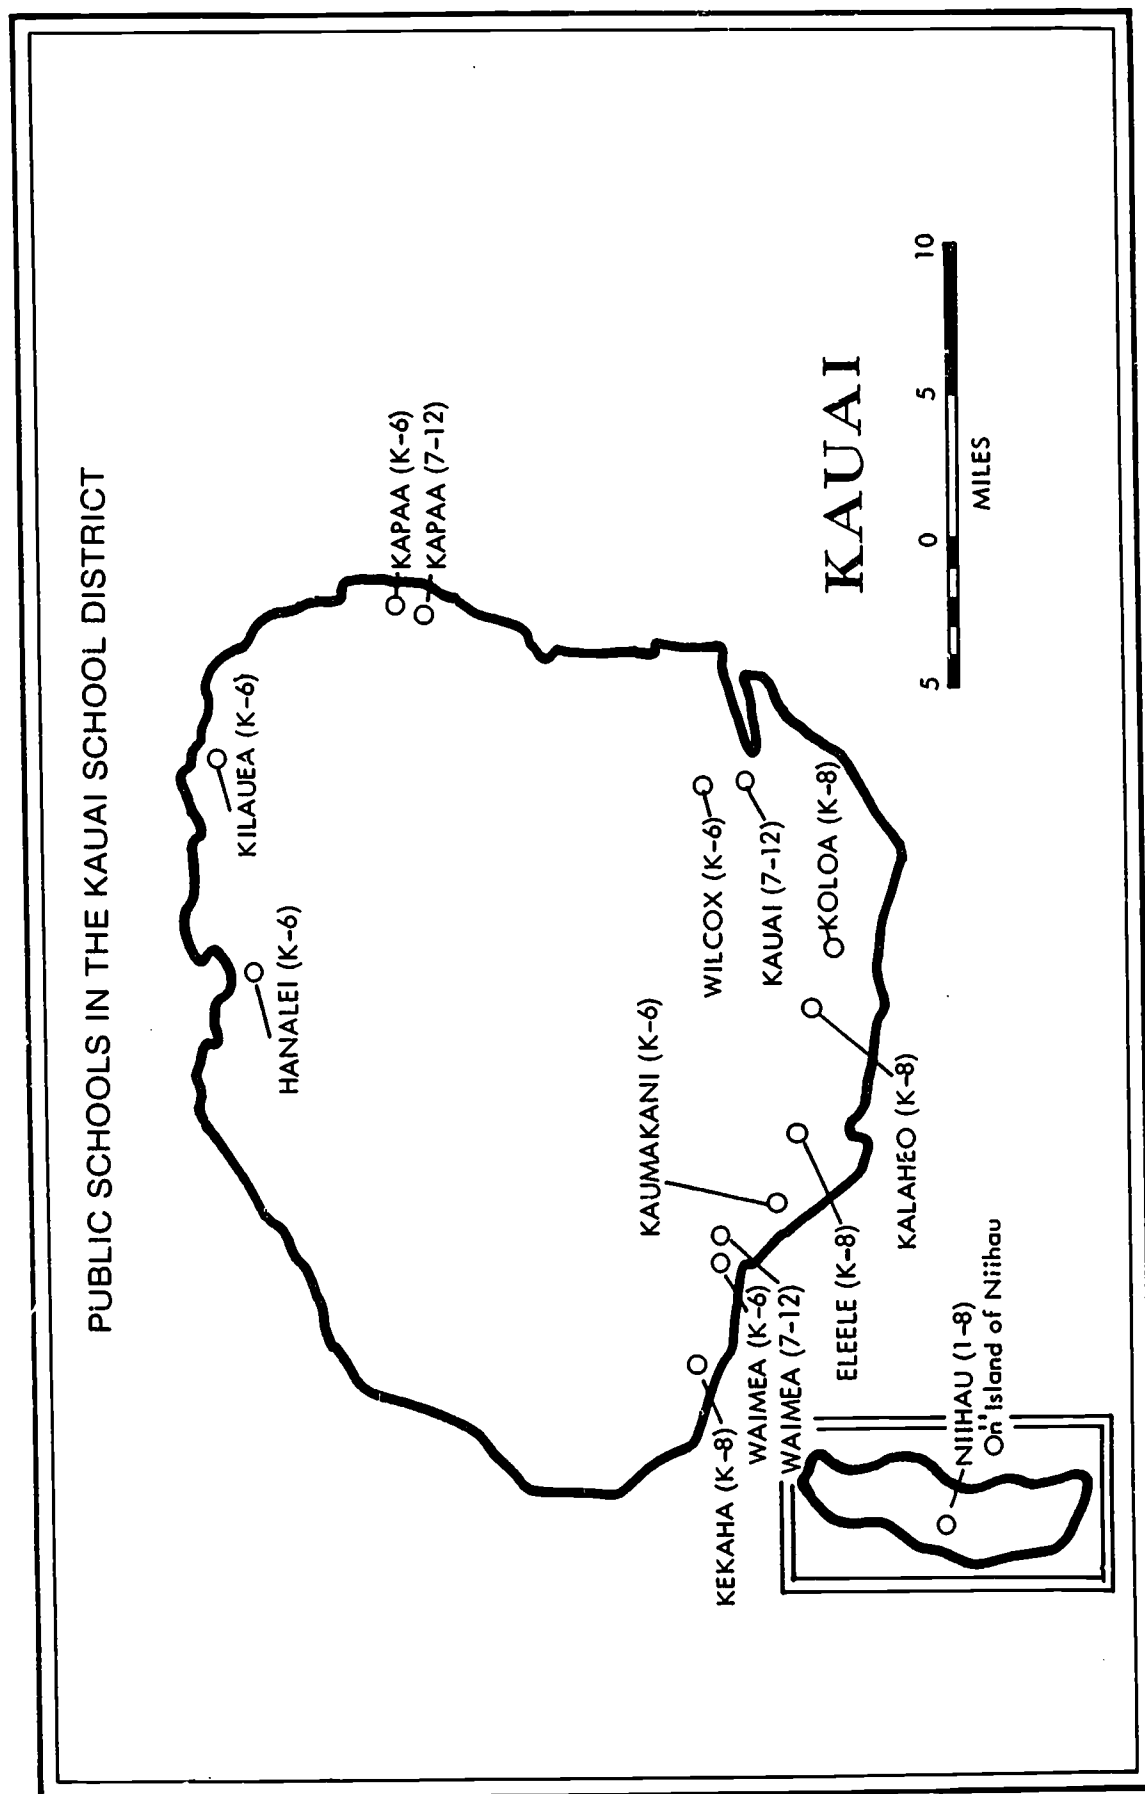 PUBLIC SCHOOLS IN THE KAUAI SCHOOL DISTRICT
KILAUEA (K-6)
HANALEI (K-6)
KAPAA (K-6)
KAPAA (7-12)
KAUMAKANI (K-6)
WILCOX (K-6)
KAUAI (7-12)
KOLOA (K-8)
KEKAHA (K-8)
WAIMEA (K-6)
WAIMEA (7-12)
ELEELE (K-8)
KALAHEO (K-8)
KAUAI
5 0 5 10
MILES
NIIHAU (1-8)
On Island of Niihau